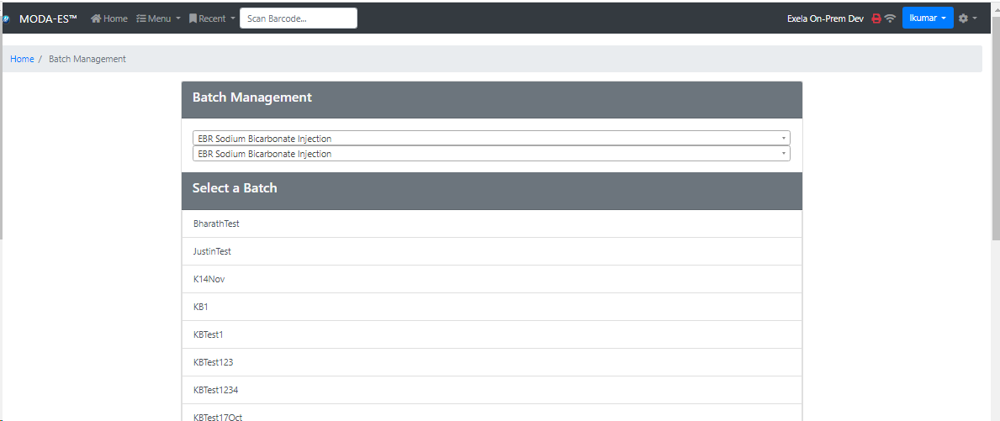 MODA-ES™ Home Menu Recent Scan Barcode... Exela On-Prem Dev lkumar
Home / Batch Management
Batch Management
EBR Sodium Bicarbonate Injection
EBR Sodium Bicarbonate Injection
Select a Batch
BharathTest
JustinTest
K14Nov
KB1
KBTest1
KBTest123
KBTest1234
KBTest17Oct